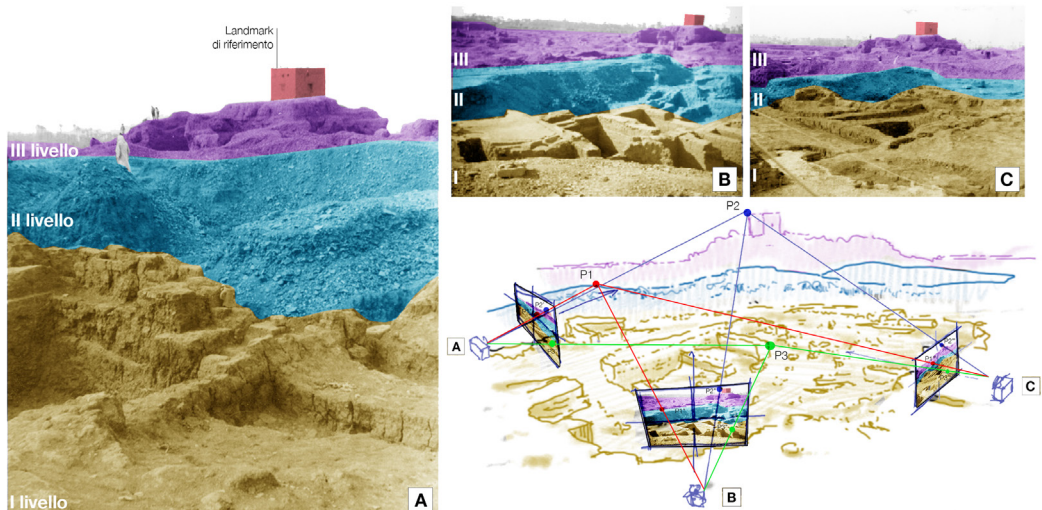 Landmark
di riferimento
III livello
II livello
I livello
A
III
II
I
B
III
II
I
C
P2
P1
P3
A
B
C